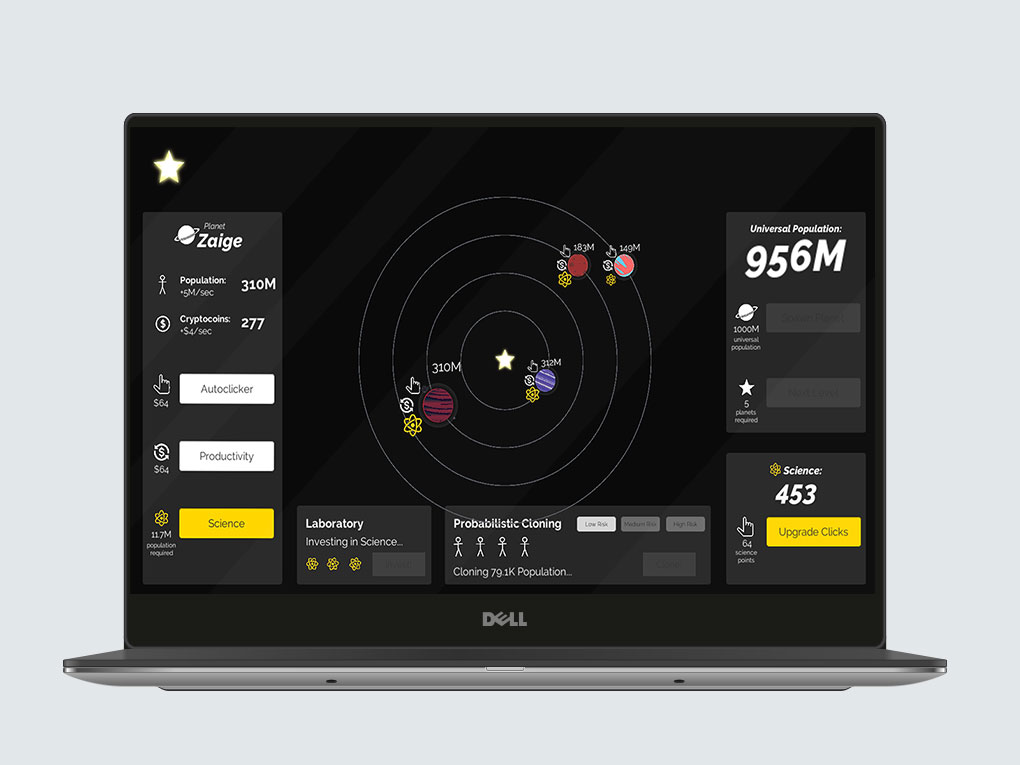 Planet
Zaige
Population:
+5M/sec
310M
Cryptocoins:
+$4/sec
277
$64
Autoclicker
$64
Productivity
11.7M
population
required
Science
183M
149M
310M
312M
Laboratory
Investing in Science...
Invest
Probabilistic Cloning
Low Risk
Medium Risk
High Risk
Cloning 79.1K Population...
Clone!
Universal Population:
956M
1000M
universal
population
Spawn Planet
5
planets
required
Next Level
Science:
453
64
science
points
Upgrade Clicks
DELL